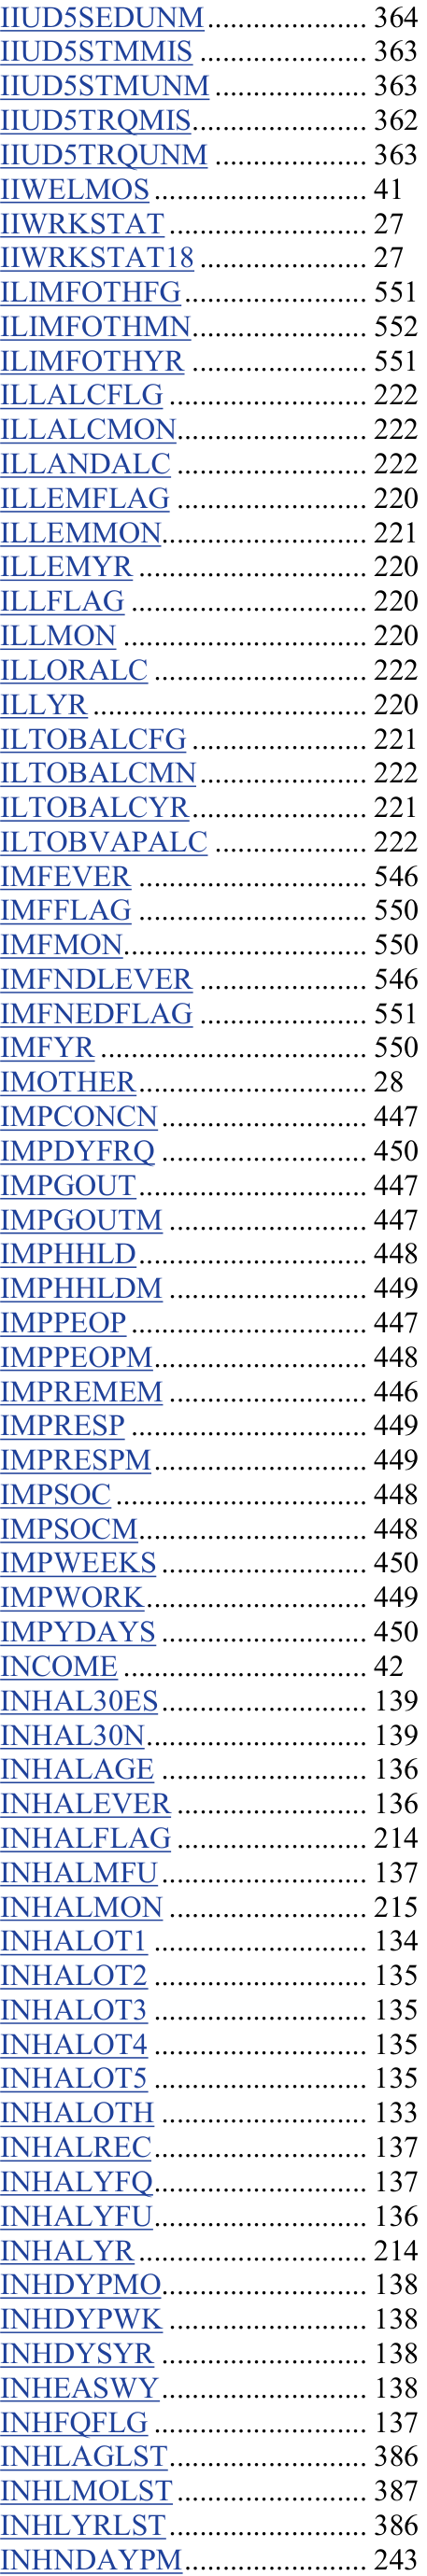 IIUD5SEDUNM ..................... 364
IIUD5STMMIS ...................... 363
IIUD5STMUNM .................... 363
IIUD5TRQMIS ....................... 362
IIUD5TRQUNM .................... 363
IIWELMOS ............................ 41
IIWRKSTAT .......................... 27
IIWRKSTAT18 ...................... 27
ILIMFOTHFG ........................ 551
ILIMFOTHMN ....................... 552
ILIMFOTHYR ....................... 551
ILLALCFLG .......................... 222
ILLALCMON ......................... 222
ILLANDALC ......................... 222
ILLEMFLAG .......................... 220
ILLEMMON ........................... 221
ILLEMYR .............................. 220
ILLFLAG ............................... 220
ILLMON ................................ 220
ILLORALC ............................ 222
ILLYR .................................... 220
ILTOBALCFG ....................... 221
ILTOBALCMN ...................... 222
ILTOBALCYR ....................... 221
ILTOBVAPALC .................... 222
IMFEVER .............................. 546
IMFFLAG .............................. 550
IMFMON ................................ 550
IMFNDLEVER ...................... 546
IMFNEDFLAG ...................... 551
IMFYR ................................... 550
IMOTHER .............................. 28
IMPCONCN ........................... 447
IMPDYFRQ ........................... 450
IMPGOUT .............................. 447
IMPGOUTM .......................... 447
IMPHHLD .............................. 448
IMPHHLDM .......................... 449
IMPPEOP ............................... 447
IMPPEOPM ............................ 448
IMPREMEM .......................... 446
IMPRESP ............................... 449
IMPRESPM ............................ 449
IMPSOC ................................. 448
IMPSOCM .............................. 448
IMPWEEKS ........................... 450
IMPWORK ............................. 449
IMPYDAYS ........................... 450
INCOME ................................ 42
INHAL30ES ........................... 139
INHAL30N ............................. 139
INHALAGE ........................... 136
INHALEVER ......................... 136
INHALFLAG .......................... 214
INHALMFU ........................... 137
INHALMON .......................... 215
INHALOT1 ............................ 134
INHALOT2 ............................ 135
INHALOT3 ............................ 135
INHALOT4 ............................ 135
INHALOT5 ............................ 135
INHALOTH ........................... 133
INHALREC ............................ 137
INHALYFQ ............................ 137
INHALYFU ............................ 136
INHALYR .............................. 214
INHDYPMO ........................... 138
INHDYPWK .......................... 138
INHDYSYR ........................... 138
INHEASWY ........................... 138
INHFQFLG ............................ 137
INHLAGLST .......................... 386
INHLMOLST ......................... 387
INHLYRLST .......................... 386
INHNDAYPM ........................ 243